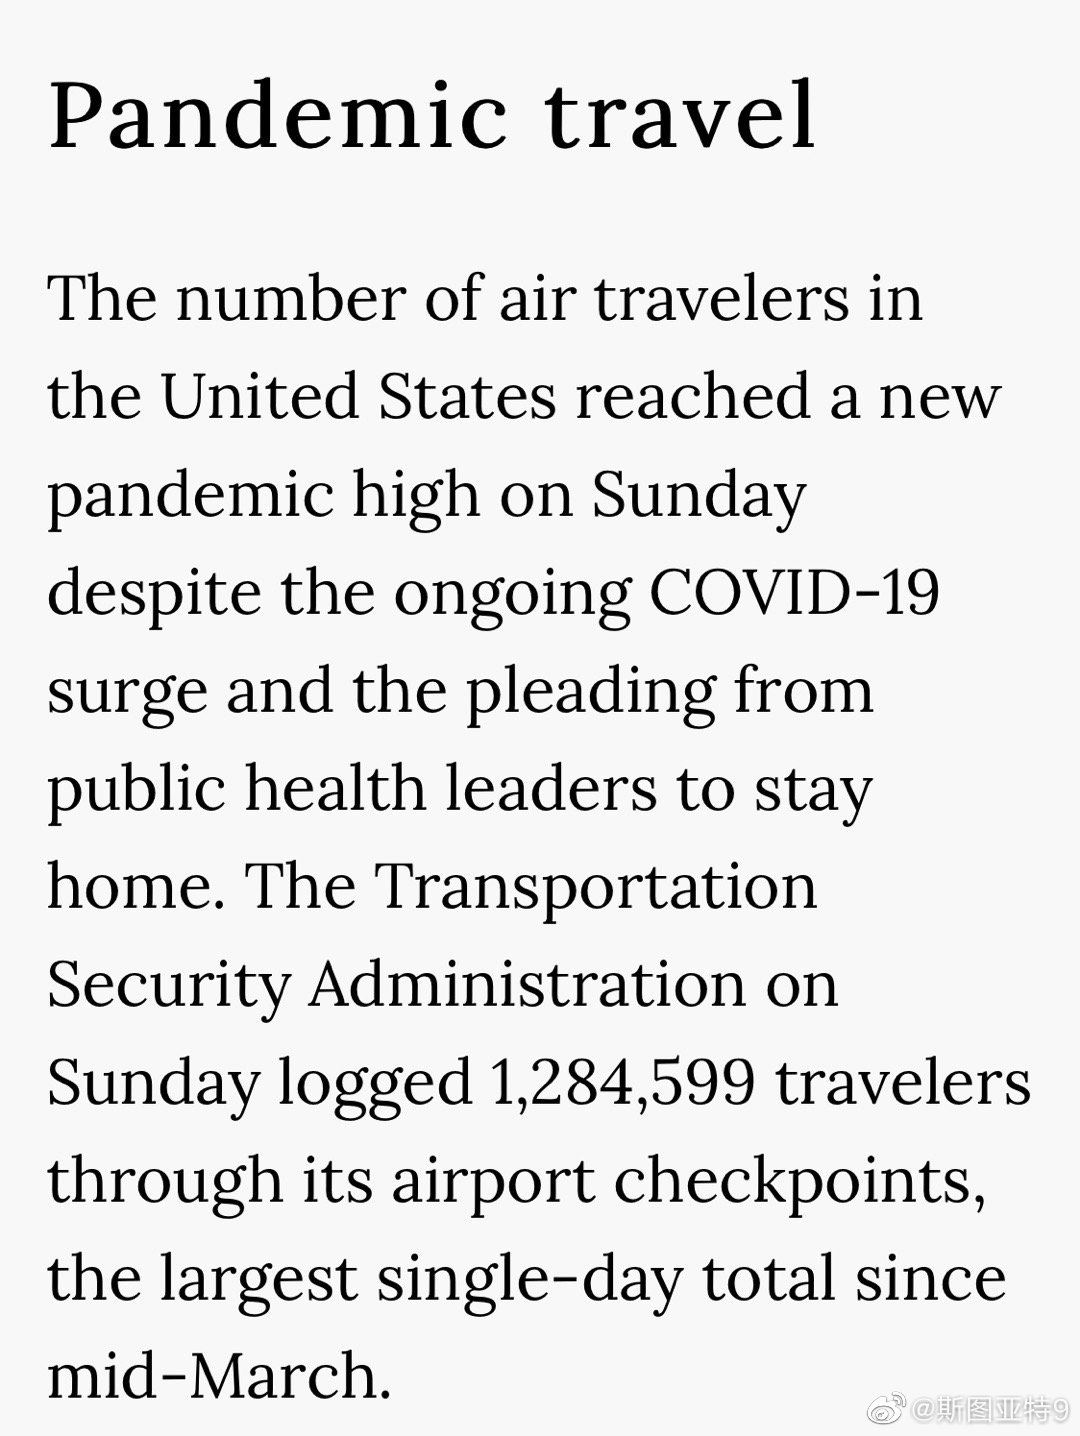 Pandemic travel
The number of air travelers in
the United States reached a new
pandemic high on Sunday
despite the ongoing COVID-19
surge and the pleading from
public health leaders to stay
home. The Transportation
Security Administration on
Sunday logged 1,284,599 travelers
through its airport checkpoints,
the largest single-day total since
mid-March.
@斯图亚特9